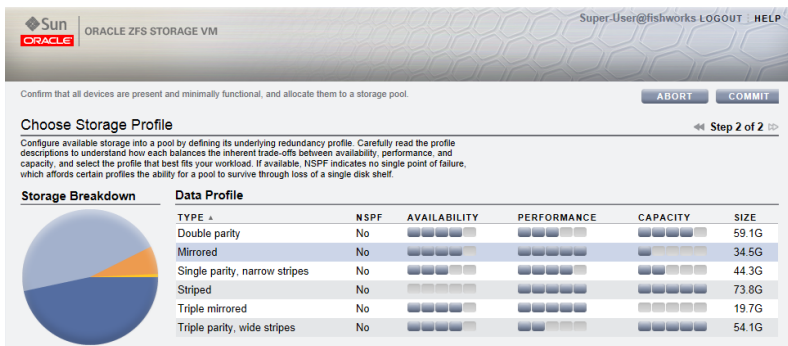 Sun
ORACLE
ORACLE ZFS STORAGE VM
Super-User@fishworks LOGOUT HELP
Confirm that all devices are present and minimally functional, and allocate them to a storage pool.
ABORT COMMIT
Choose Storage Profile
Step 2 of 2
Configure available storage into a pool by defining its underlying redundancy profile. Carefully read the profile
descriptions to understand how each balances the inherent trade-offs between availability, performance, and
capacity, and select the profile that best fits your workload. If available, NSPF indicates no single point of failure,
which affords certain profiles the ability for a pool to survive through loss of a single disk shelf.
Storage Breakdown
Data Profile
TYPE ▲ NSPF AVAILABILITY PERFORMANCE CAPACITY SIZE
Double parity No 59.1G
Mirrored No 34.5G
Single parity, narrow stripes No 44.3G
Striped No 73.8G
Triple mirrored No 19.7G
Triple parity, wide stripes No 54.1G